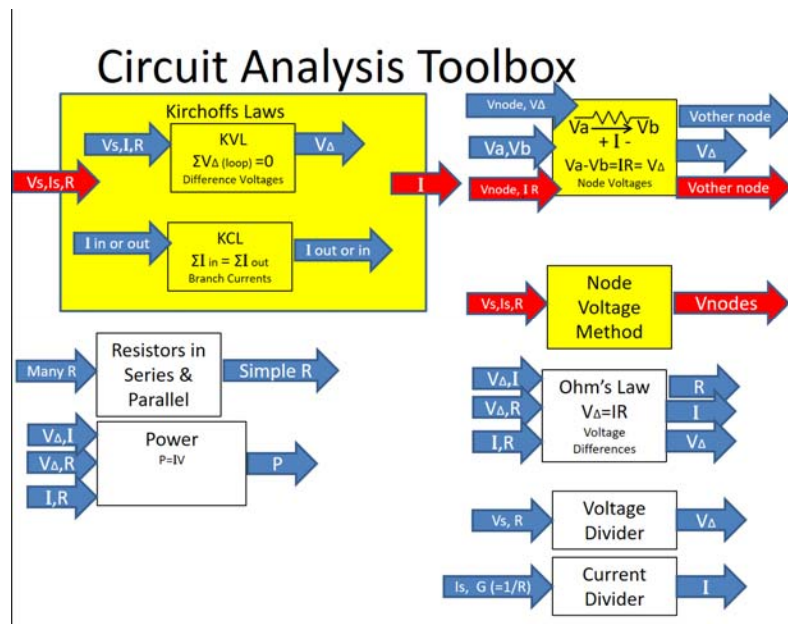 Circuit Analysis Toolbox
Kirchoffs Laws
Vs,I,R
KVL
ΣVΔ (loop) =0
Difference Voltages
VΔ
Vs,Is,R
I
I in or out
KCL
ΣI in = ΣI out
Branch Currents
I out or in
Vnode, VΔ
Va,Vb
Vnode, I R
Va Vb
+ I -
Va-Vb=IR= VΔ
Node Voltages
Vother node
VΔ
Vother node
Vs,Is,R
Node
Voltage
Method
Vnodes
Many R
Resistors in
Series &
Parallel
Simple R
VΔ,I
VΔ,R
I,R
Ohm's Law
VΔ=IR
Voltage
Differences
R
I
VΔ
VΔ,I
VΔ,R
I,R
Power
P=IV
P
Vs, R
Voltage
Divider
VΔ
Is, G (=1/R)
Current
Divider
I